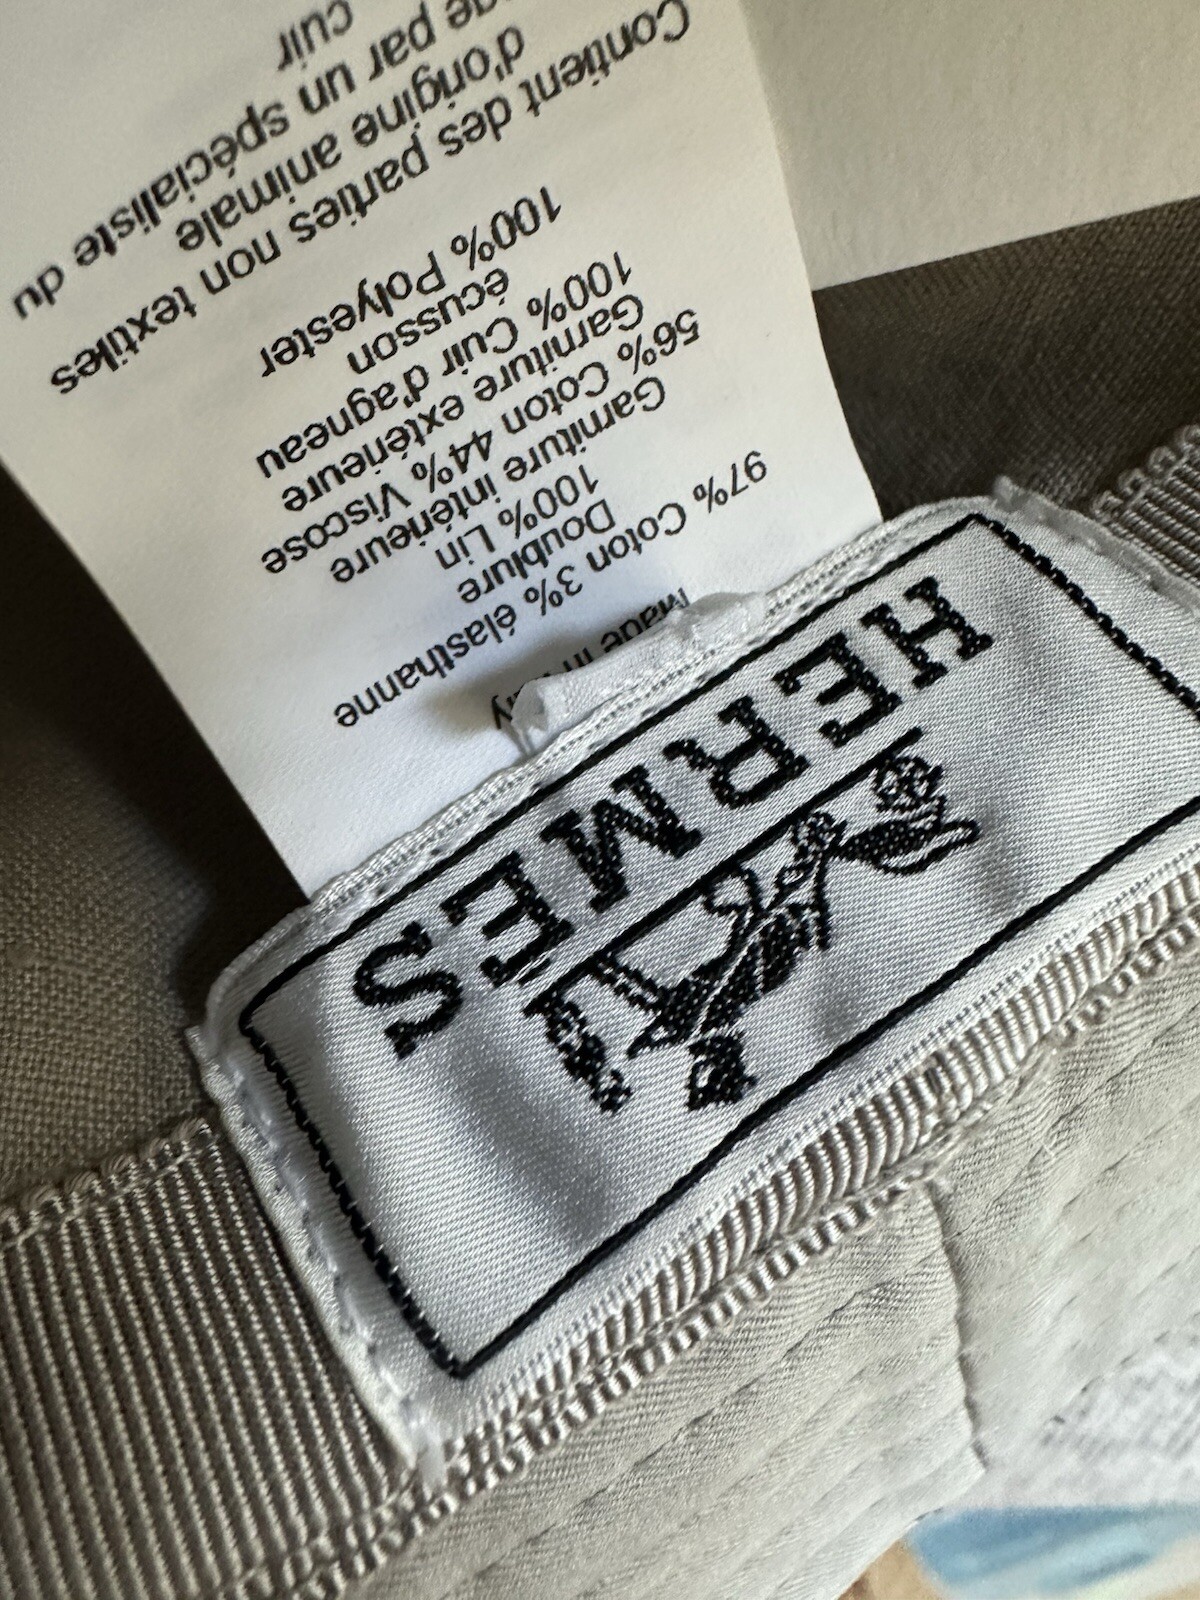 HERMES
Made in
97% Coton 3% élasthanne
Doublure
100% Lin
Garniture intérieure
56% Coton 44% Viscose
Garniture extérieure
100% Cuir d'agneau
écusson
100% Polyester
Contient des parties non textiles
d'origine animale
par un spécialiste du
cuir